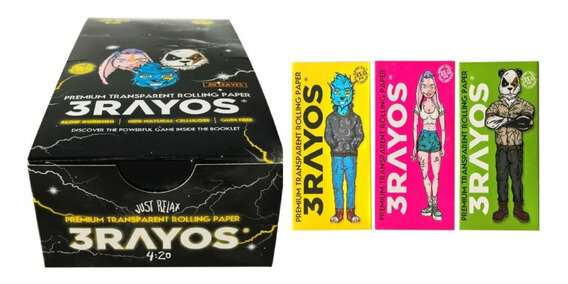 50 LEAVES
PREMIUM TRANSPARENT ROLLING PAPER
3RAYOS
SLOW BURNING | 100% NATURAL CELLULOSE | GUM FREE
DISCOVER THE POWERFUL GAME INSIDE THE BOOKLET
JUST RELAX
PREMIUM TRANSPARENT ROLLING PAPER
3RAYOS
4:20
PREMIUM TRANSPARENT ROLLING PAPER
3RAYOS
PREMIUM TRANSPARENT ROLLING PAPER
3RAYOS
PREMIUM TRANSPARENT ROLLING PAPER
3RAYOS